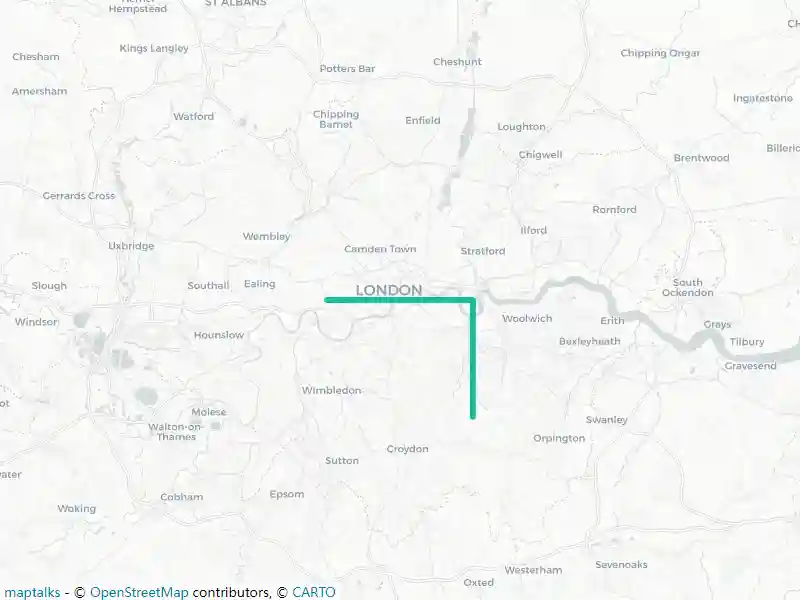 Hempstead
ST ALBANS
Chesham
Kings Langley
Cheshunt
Chipping Ongar
Potters Bar
Amersham
Ingatestone
Watford
Chipping
Barnet
Enfield
Loughton
Chigwell
Brentwood
Billeric
Gerrards Cross
Romford
Uxbridge
Wembley
Camden Town
Stratford
Ilford
Slough
Southall
Ealing
LONDON
South
Ockendon
Windsor
Hounslow
Woolwich
Erith
Grays
Bexleyheath
Tilbury
Gravesend
Wimbledon
Molese
Walton-on-
Thames
Swanley
Orpington
Croydon
Sutton
Epsom
Cobham
Woking
Westerham
Sevenoaks
Oxted
maptalks - © OpenStreetMap contributors, © CARTO